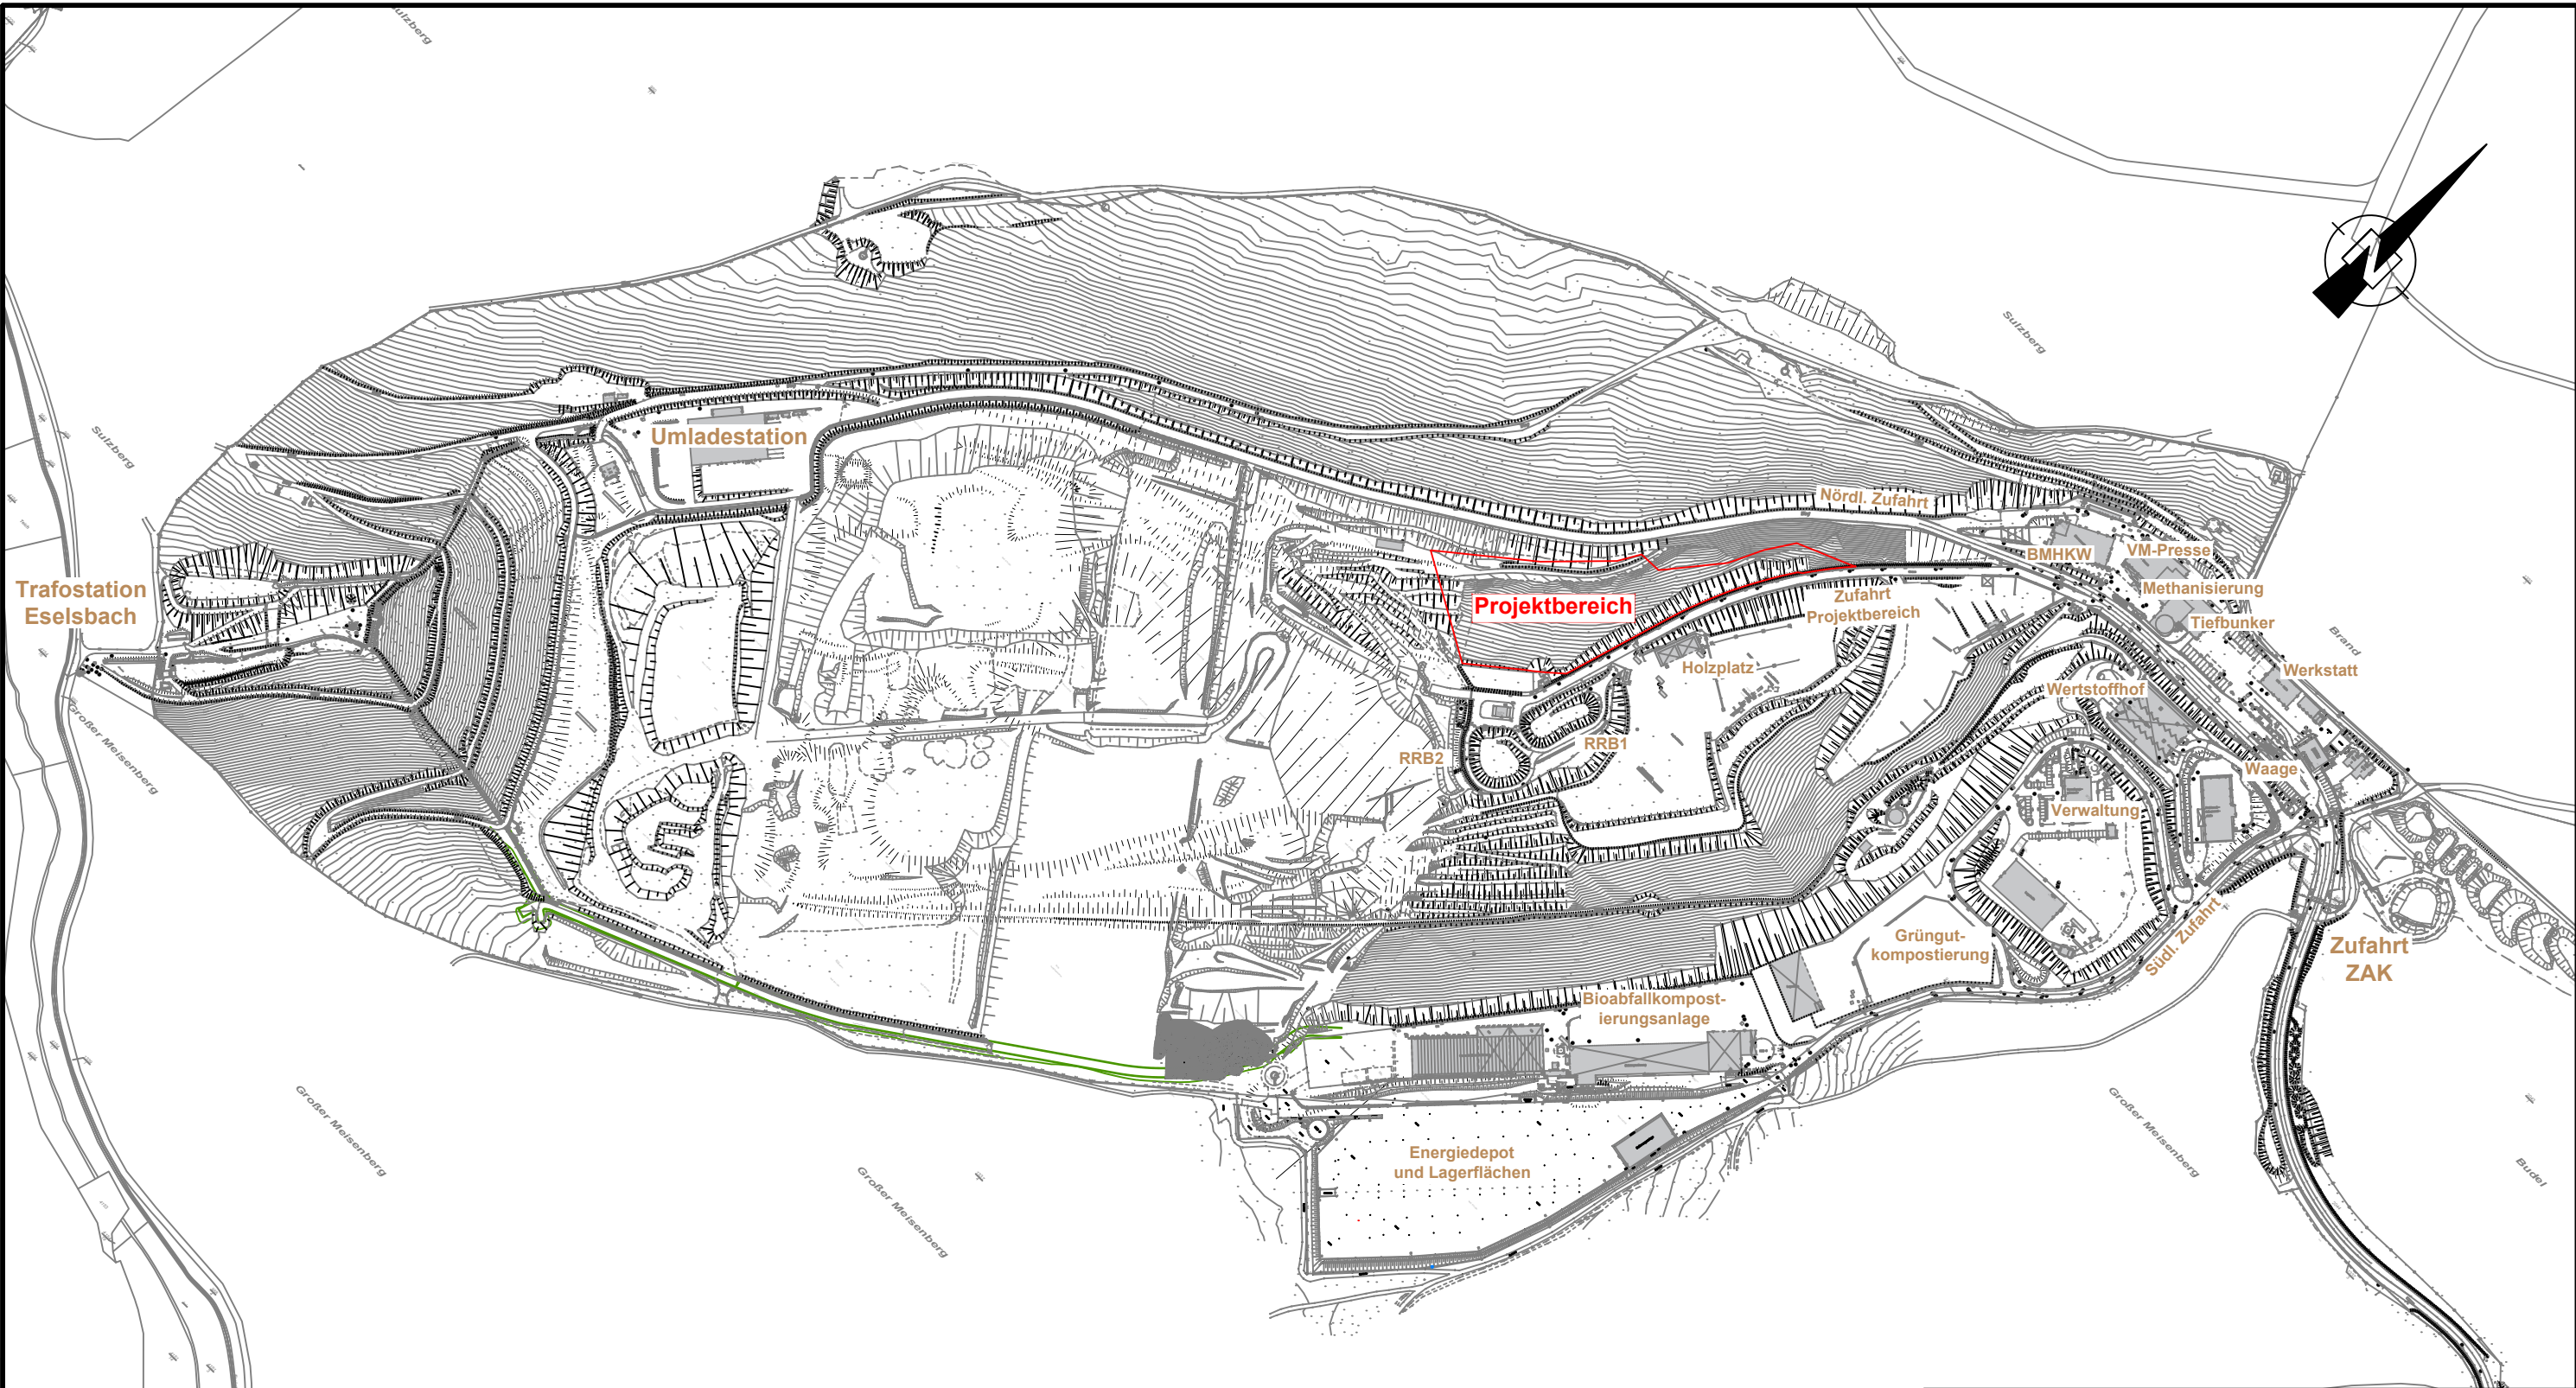 Sulzberg
Sulzberg
Sulzberg
Umladestation
Nördl. Zufahrt
N
BMHKW
VM-Presse
Methanisierung
Tiefbunker
Trafostation
Eselsbach
Projektbereich
Zufahrt
Projektbereich
Brand
Holzplatz
Werkstatt
Wertstoffhof
Großer Meisenberg
RRB1
RRB2
Waage
Verwaltung
Grüngut-
kompostierung
Südl. Zufahrt
Zufahrt
ZAK
Bioabfallkompost-
ierungsanlage
Energiedepot
und Lagerflächen
Großer Meisenberg
Großer Meisenberg
Großer Meisenberg
Budel